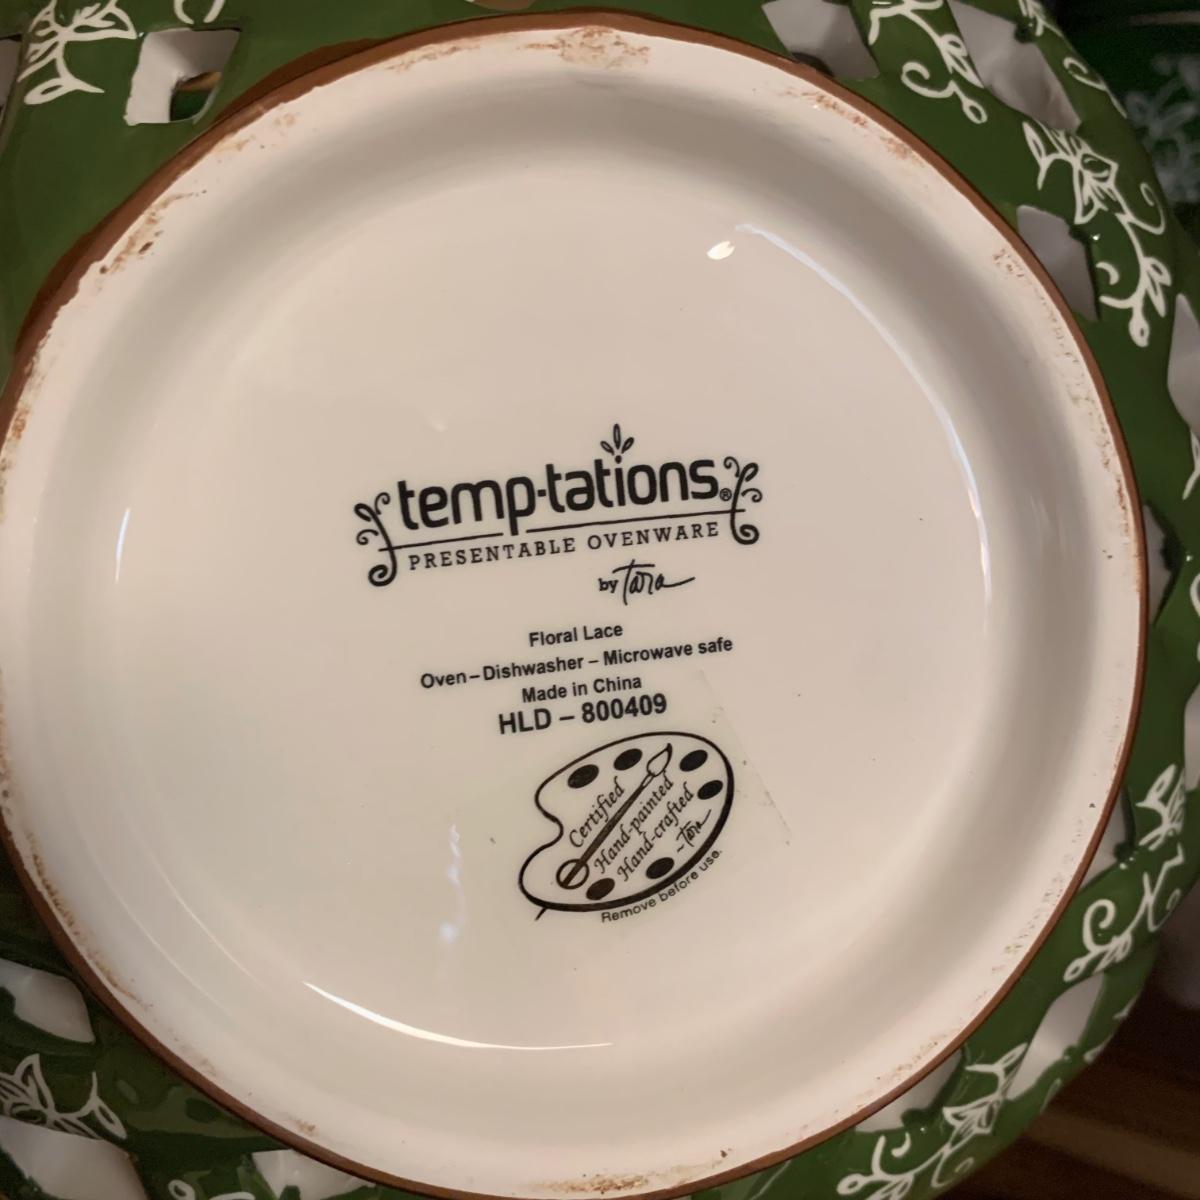 temp-tations®
PRESENTABLE OVENWARE
by Tara
Floral Lace
Oven – Dishwasher – Microwave safe
Made in China
HLD – 800409
Certified
Hand-painted
Hand-crafted
~Tara
Remove before use.